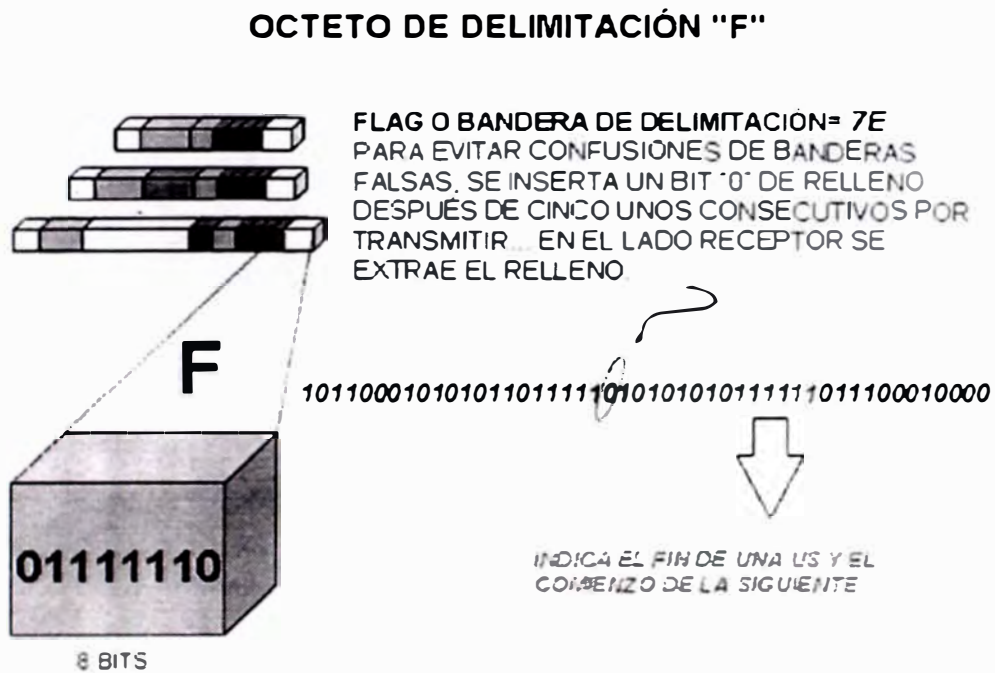 OCTETO DE DELIMITACIÓN "F"
FLAG O BANDERA DE DELIMITACIÓN= 7E
PARA EVITAR CONFUSIONES DE BANDERAS
FALSAS, SE INSERTA UN BIT "0" DE RELLENO
DESPUÉS DE CINCO UNOS CONSECUTIVOS POR
TRANSMITIR... EN EL LADO RECEPTOR SE
EXTRAE EL RELLENO
F
01111110
8 BITS
INDICA EL FIN DE UNA US Y EL
COMIENZO DE LA SIGUIENTE